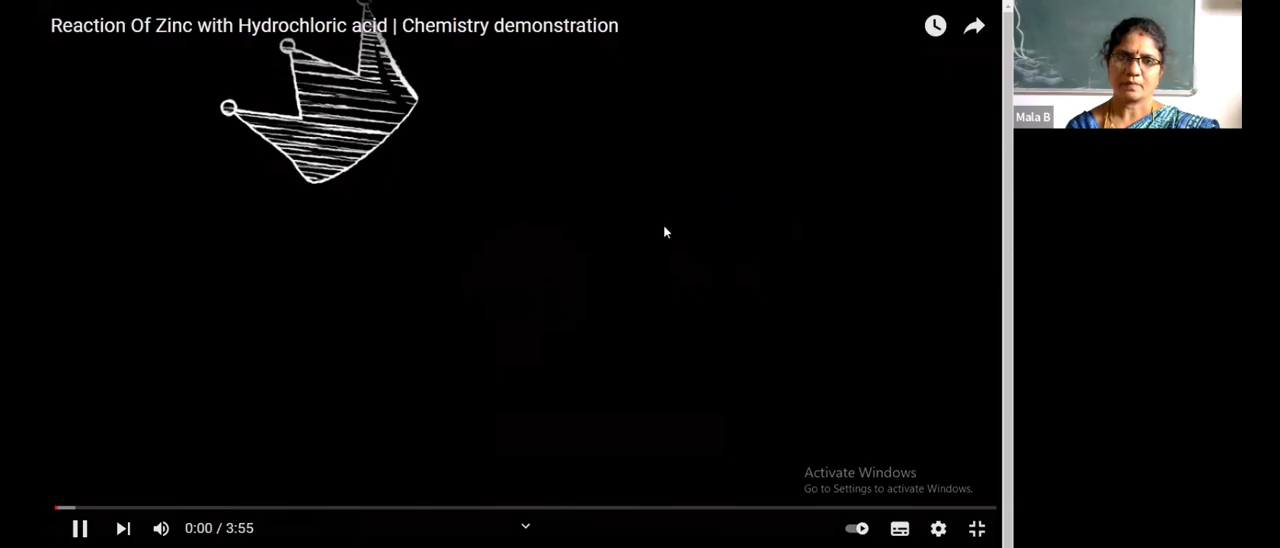 Reaction Of Zinc with Hydrochloric acid | Chemistry demonstration
Mala B
Activate Windows
Go to Settings to activate Windows.
0:00 / 3:55